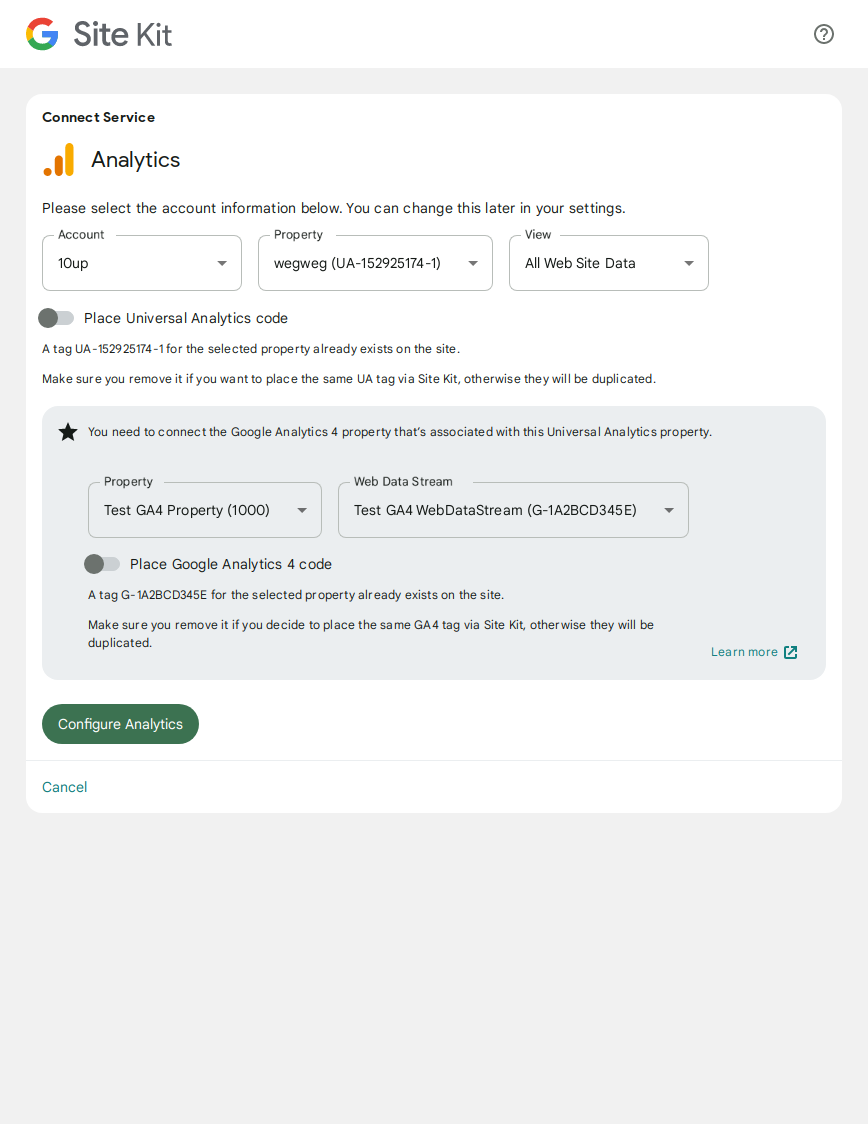 Site Kit
Connect Service
Analytics
Please select the account information below. You can change this later in your settings.
Account
10up
Property
wegweg (UA-152925174-1)
View
All Web Site Data
Place Universal Analytics code
A tag UA-152925174-1 for the selected property already exists on the site.
Make sure you remove it if you want to place the same UA tag via Site Kit, otherwise they will be duplicated.
You need to connect the Google Analytics 4 property that's associated with this Universal Analytics property.
Property
Test GA4 Property (1000)
Web Data Stream
Test GA4 WebDataStream (G-1A2BCD345E)
Place Google Analytics 4 code
A tag G-1A2BCD345E for the selected property already exists on the site.
Make sure you remove it if you decide to place the same GA4 tag via Site Kit, otherwise they will be
duplicated.
Learn more
Configure Analytics
Cancel